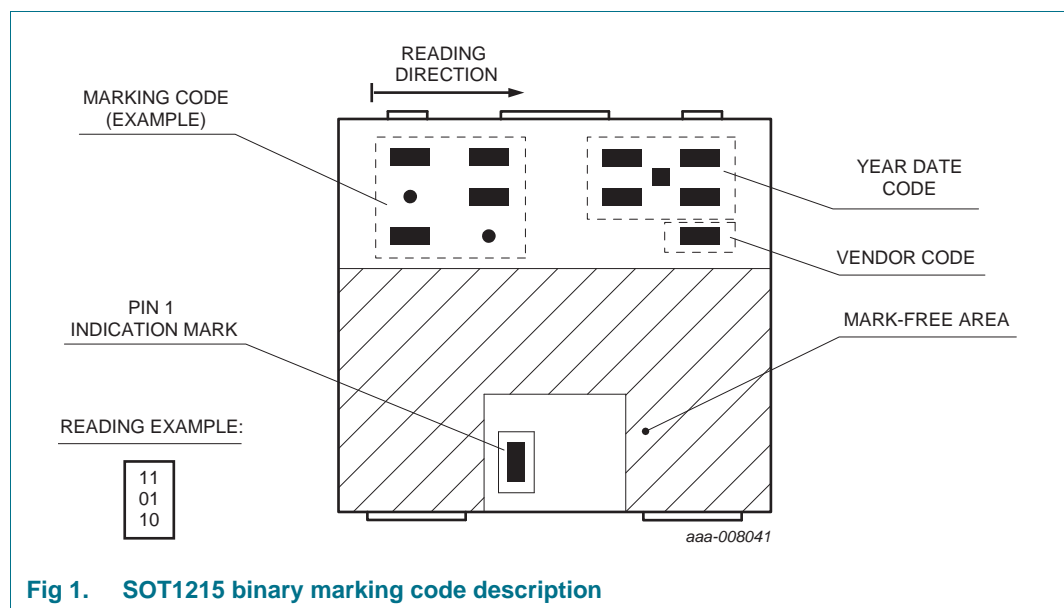 READING
DIRECTION
MARKING CODE
(EXAMPLE)
YEAR DATE
CODE
VENDOR CODE
PIN 1
INDICATION MARK
MARK-FREE AREA
READING EXAMPLE:
11
01
10
aaa-008041
Fig 1. SOT1215 binary marking code description